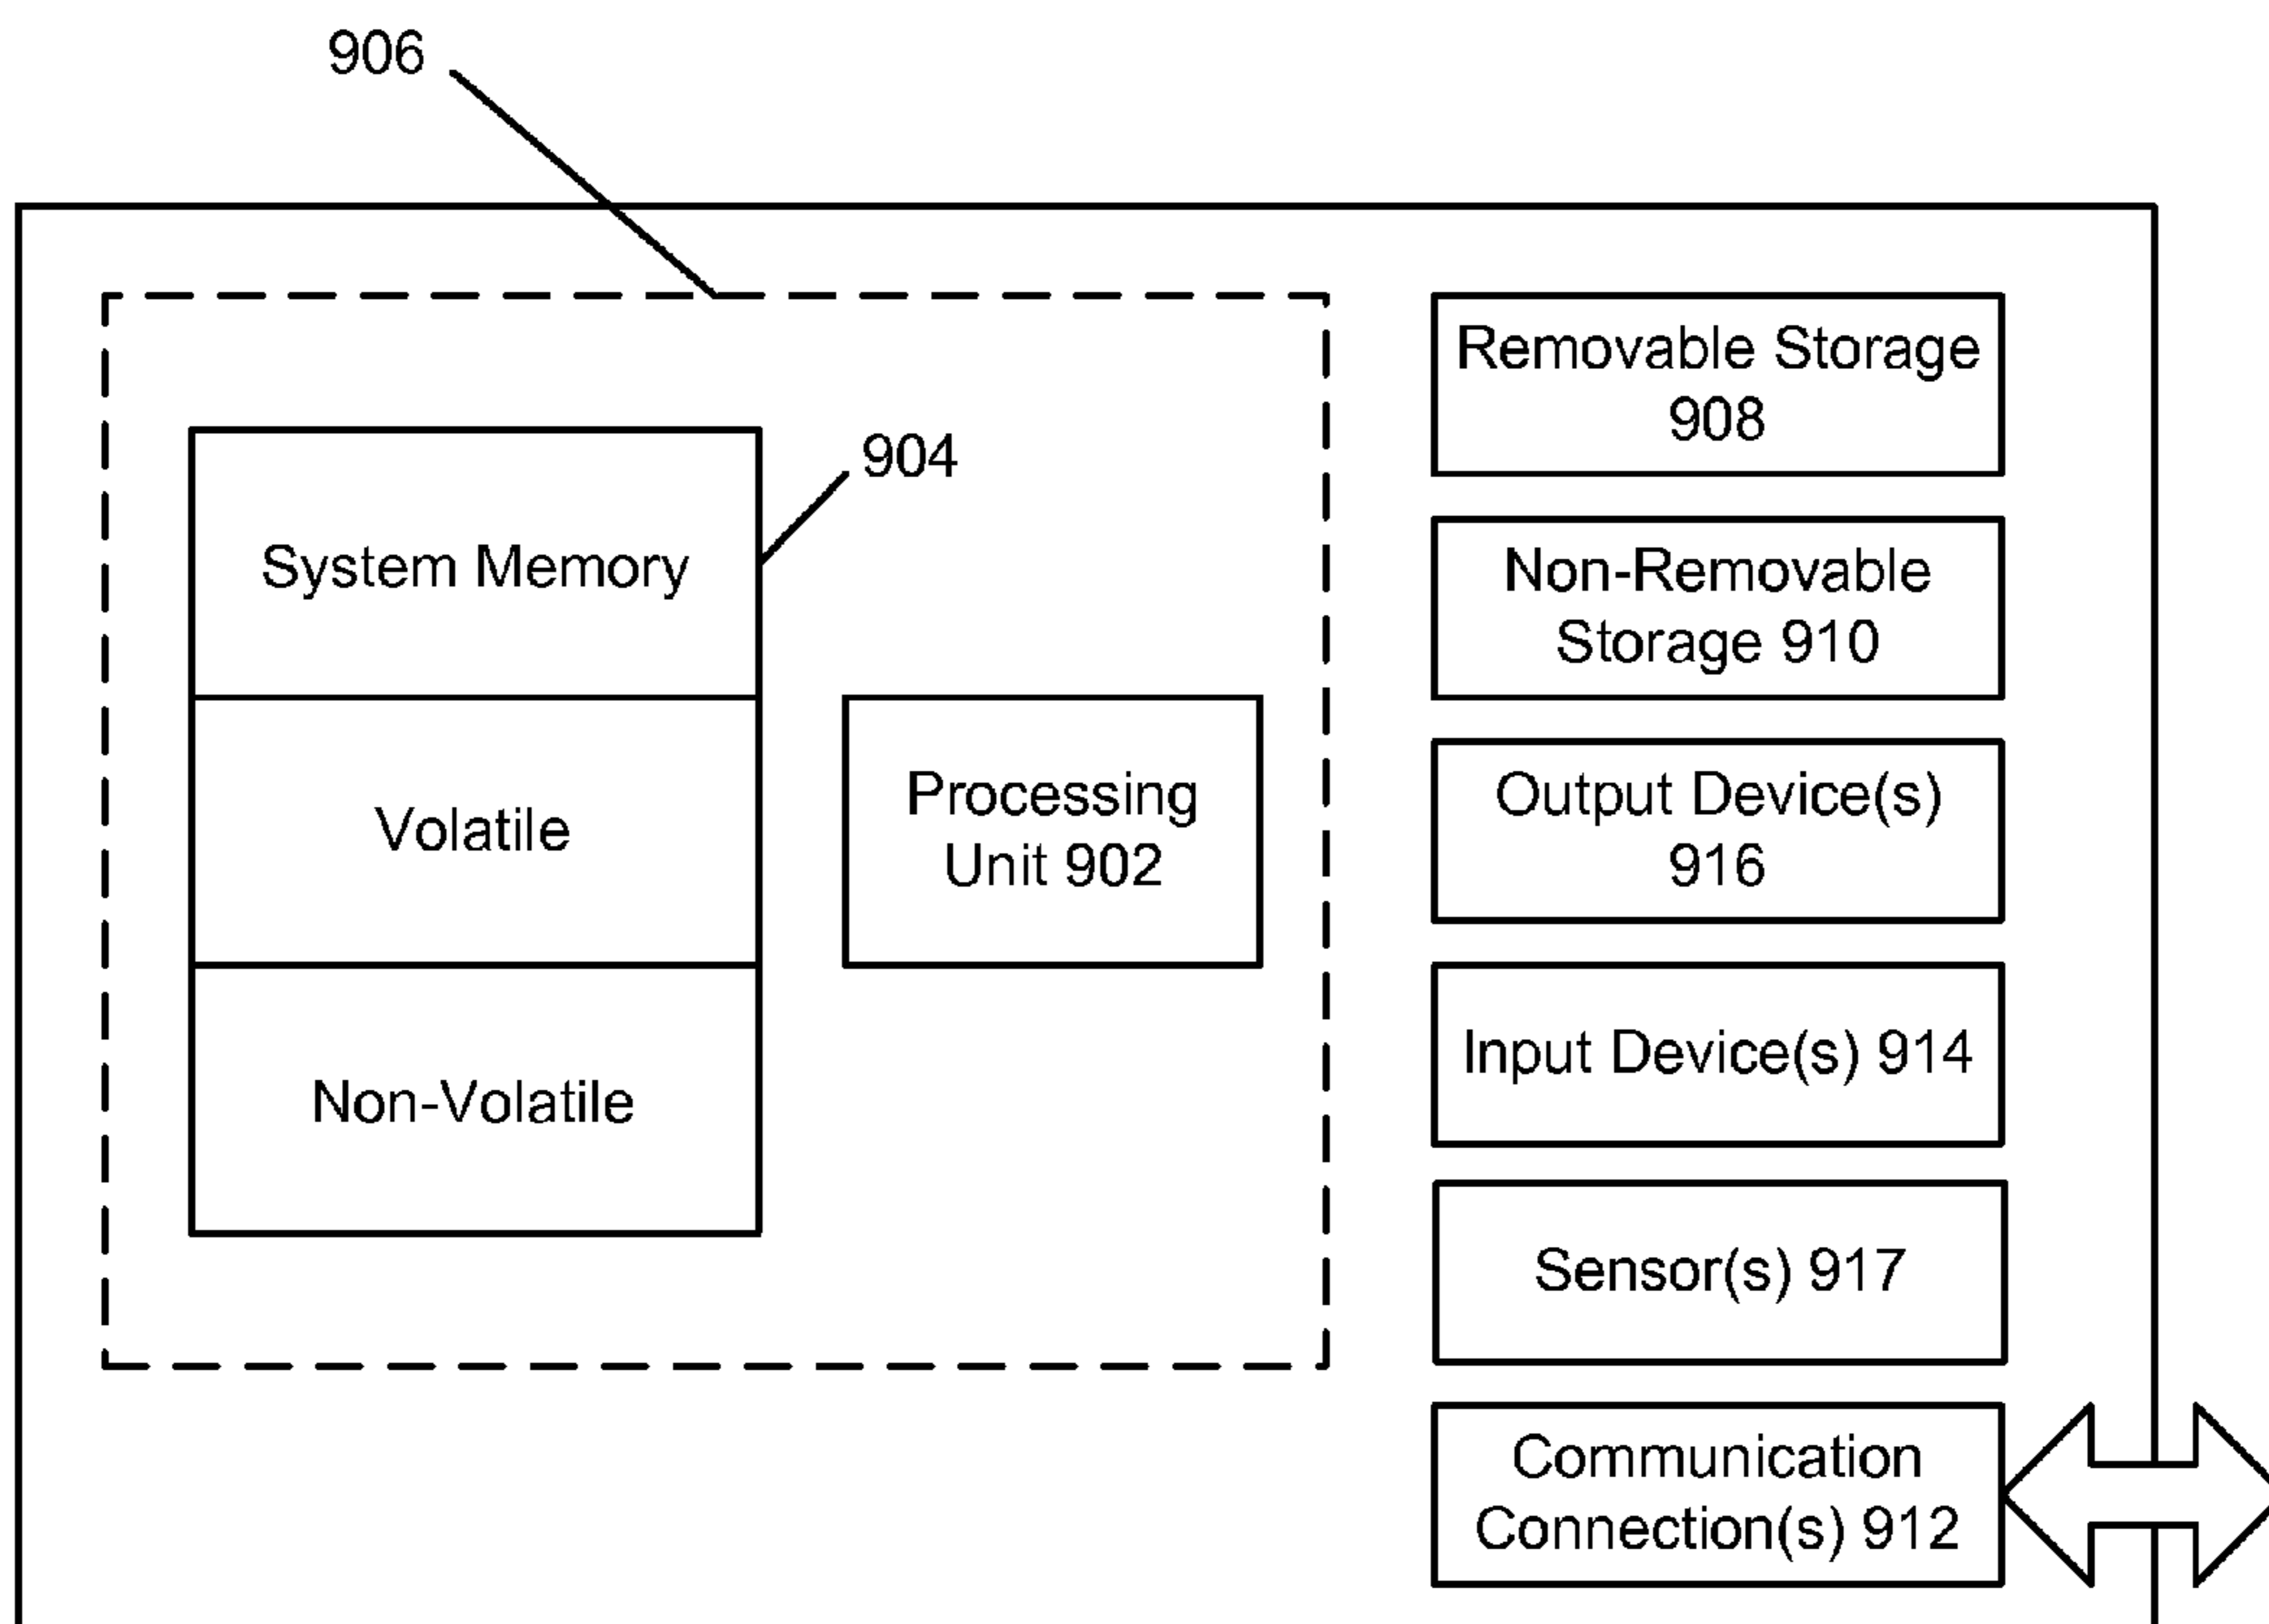 906
904
System Memory
Volatile
Non-Volatile
Processing
Unit 902
Removable Storage
908
Non-Removable
Storage 910
Output Device(s)
916
Input Device(s) 914
Sensor(s) 917
Communication
Connection(s) 912